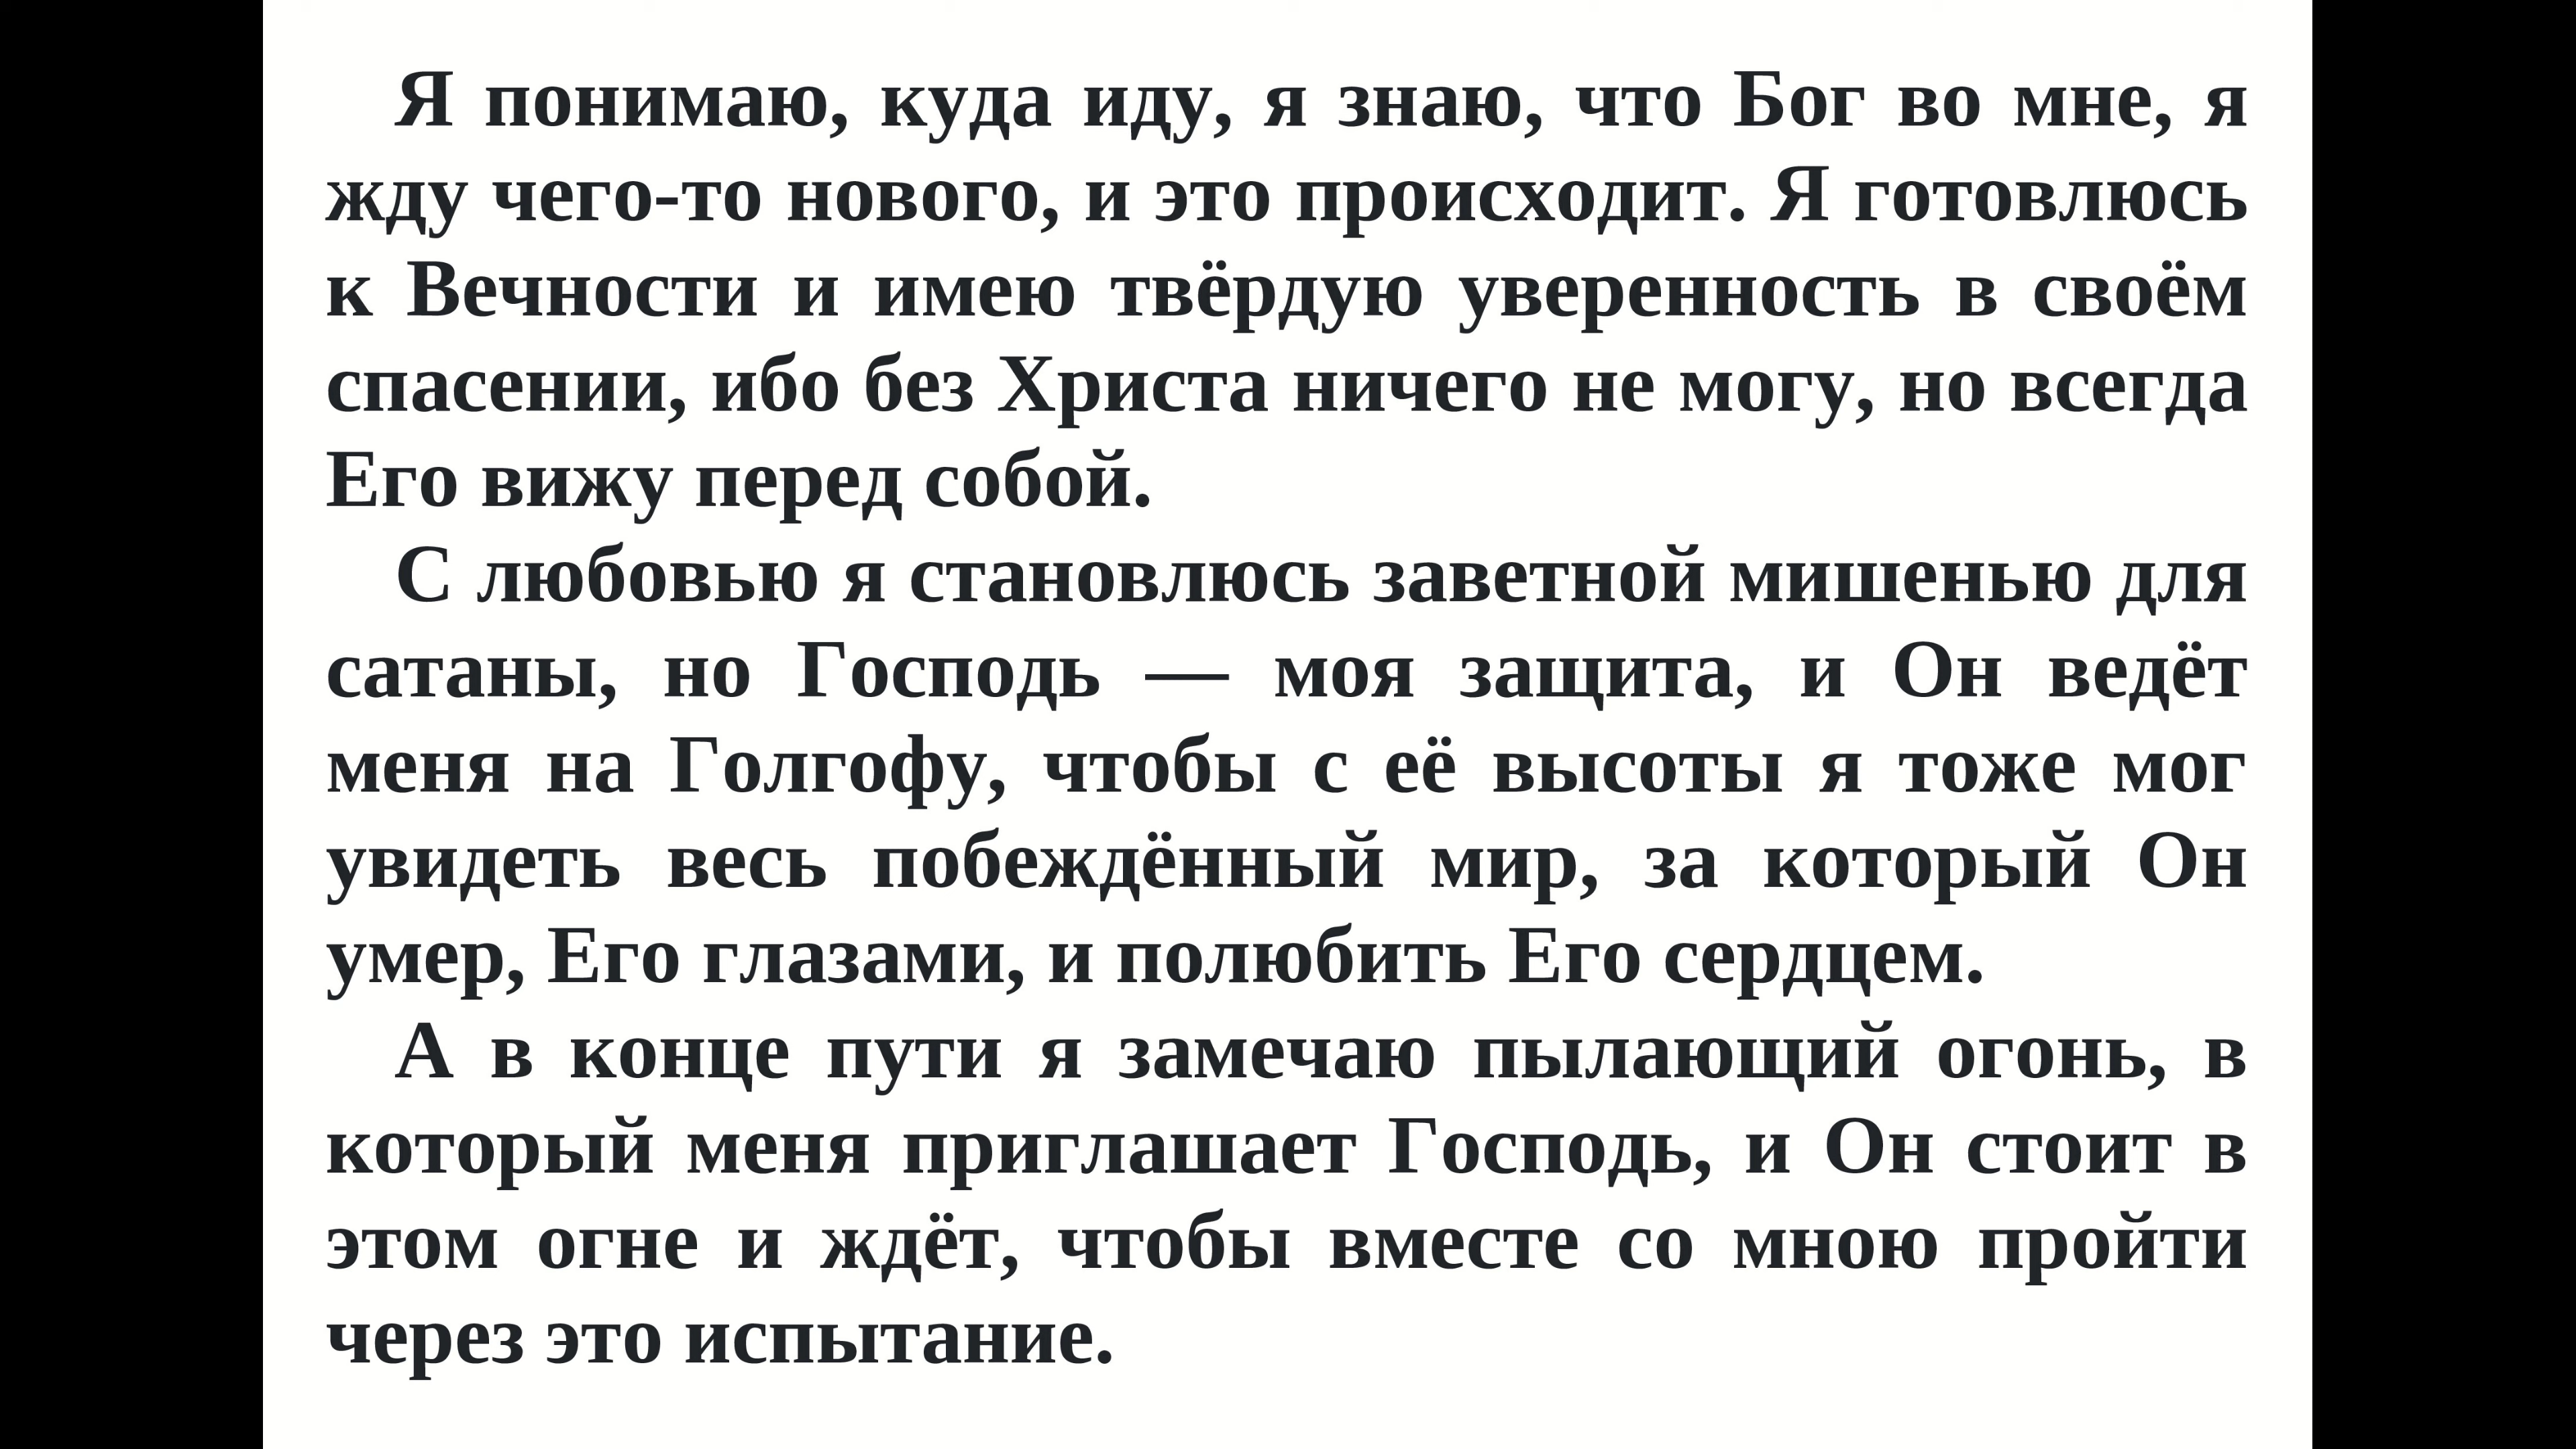 Я понимаю, куда иду, я знаю, что Бог во мне, я
жду чего-то нового, и это происходит. Я готовлюсь
к Вечности и имею твёрдую уверенность в своём
спасении, ибо без Христа ничего не могу, но всегда
Его вижу перед собой.
С любовью я становлюсь заветной мишенью для
сатаны, но Господь — моя защита, и Он ведёт
меня на Голгофу, чтобы с её высоты я тоже мог
увидеть весь побеждённый мир, за который Он
умер, Его глазами, и полюбить Его сердцем.
А в конце пути я замечаю пылающий огонь, в
который меня приглашает Господь, и Он стоит в
этом огне и ждёт, чтобы вместе со мною пройти
через это испытание.